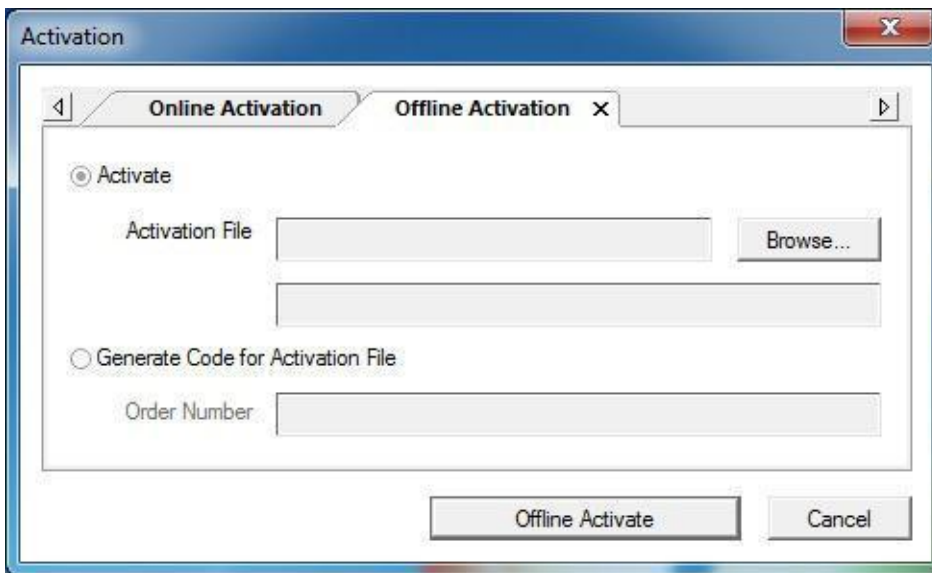 Activation
Online Activation Offline Activation
Activate
Activation File Browse...
Generate Code for Activation File
Order Number
Offline Activate Cancel